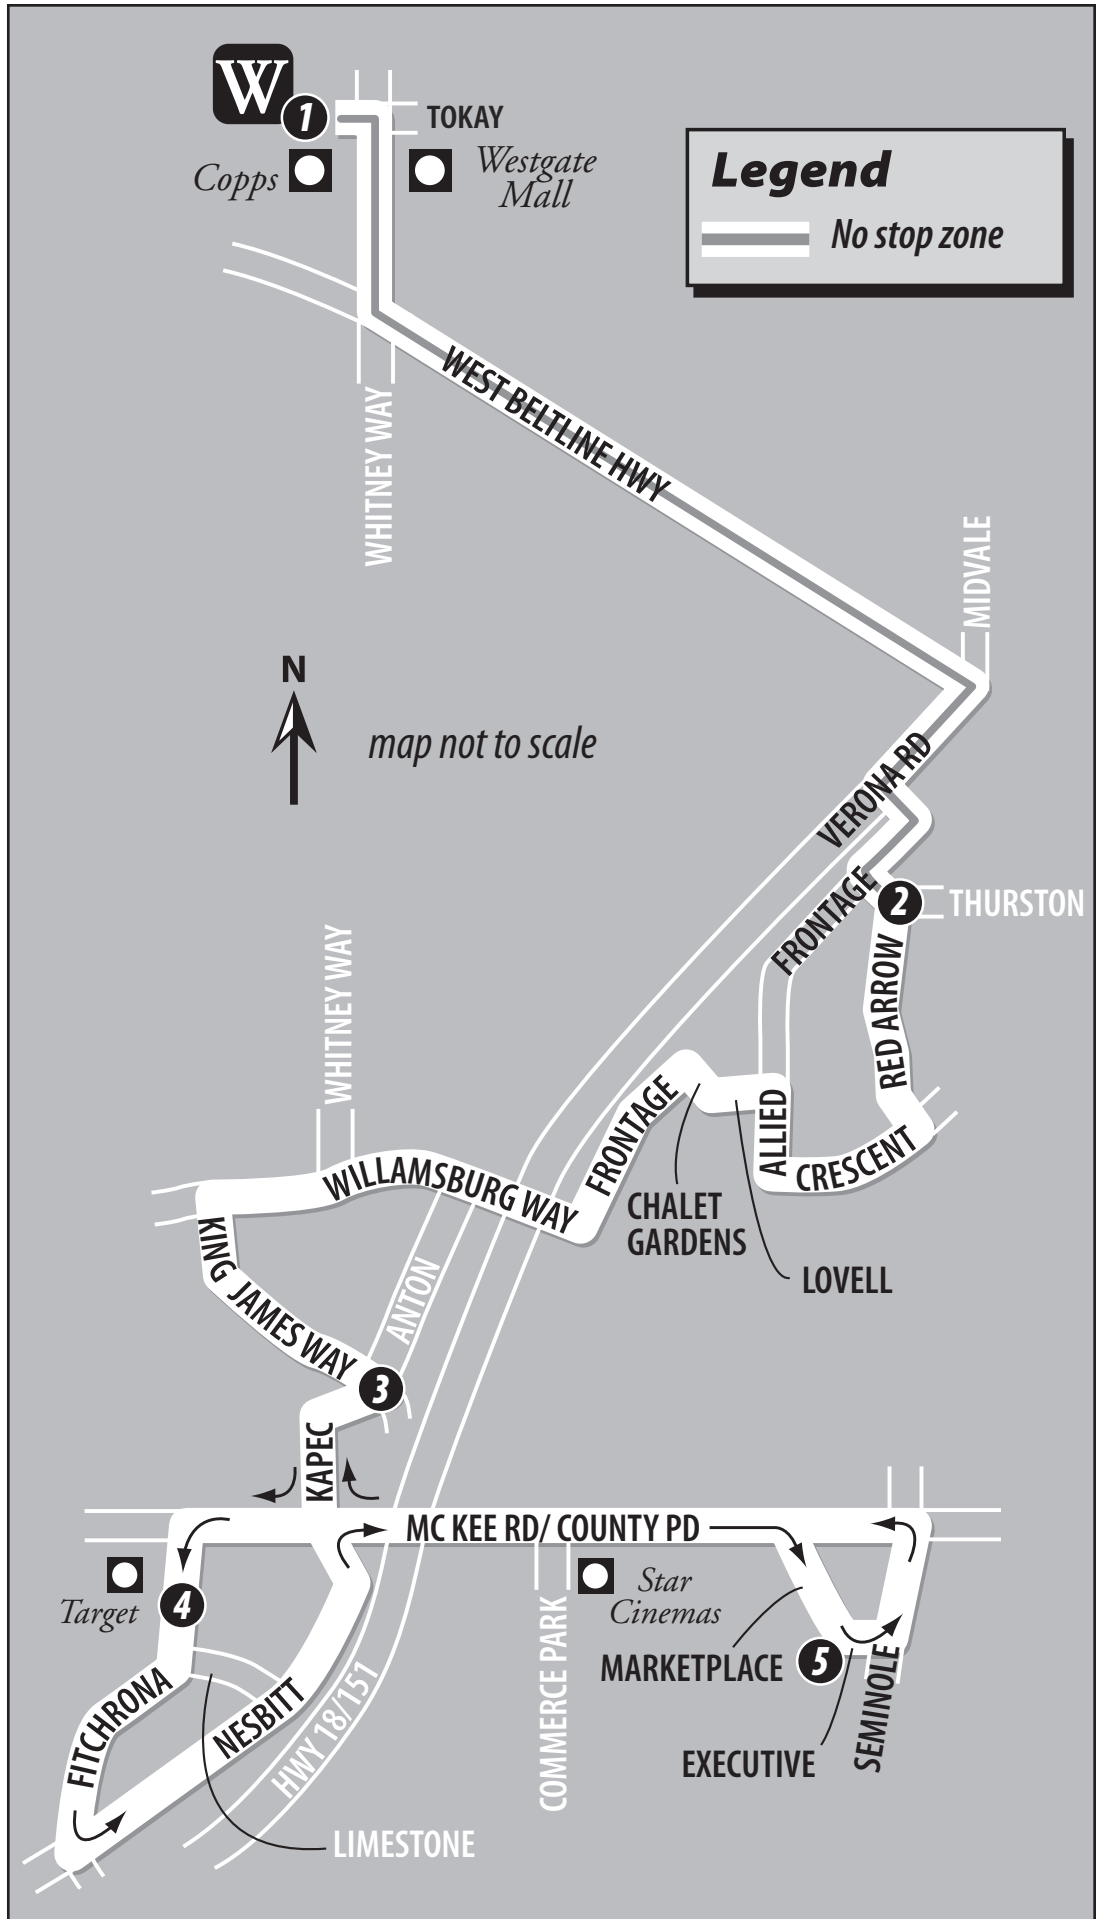 W
1
TOKAY
Copps
Westgate
Mall
Legend
No stop zone
WEST BELTLINE HWY
WHITNEY WAY
MIDVALE
N
map not to scale
VERONA RD
FRONTAGE
2
THURSTON
RED ARROW
WHITNEY WAY
FRONTAGE
ALLIED
CRESCENT
WILLAMSBURG WAY
CHALET
GARDENS
LOVELL
KING JAMES WAY
ANTON
3
KAPEC
MC KEE RD/ COUNTY PD
Target
4
Star
Cinemas
MARKETPLACE
5
COMMERCE PARK
SEMINOLE
EXECUTIVE
FITCHRONA
NESBITT
HWY 18/151
LIMESTONE